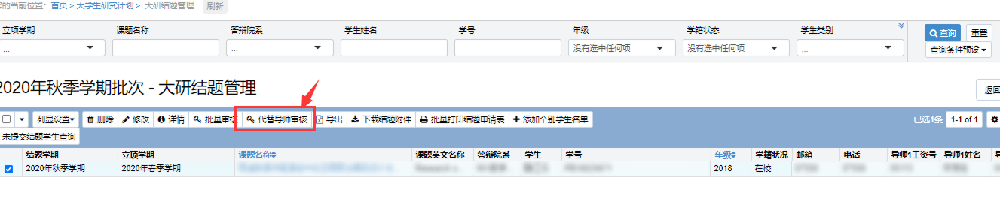 您的当前位置: 首页 > 大学生研究计划 > 大研结题管理 刷新
立项学期 课题名称 答辩院系 学生姓名 学号 年级 学籍状态 学生类别
... ... 没有选中任何项 没有选中任何项 ...
查询 重置
查询条件预设
2020年秋季学期批次 - 大研结题管理
返回
列显设置 删除 修改 详情 批量审核 代替导师审核 导出 下载结题附件 批量打印结题申请表 添加个别学生名单 已选1条 1-1 of 1
未提交结题学生查询
结题学期 立项学期 课题名称 课题英文名称 答辩院系 学生 学号 年级 学籍状况 邮箱 电话 导师1工资号 导师1姓名
2020年秋季学期 2020年春季学期 2018 在校